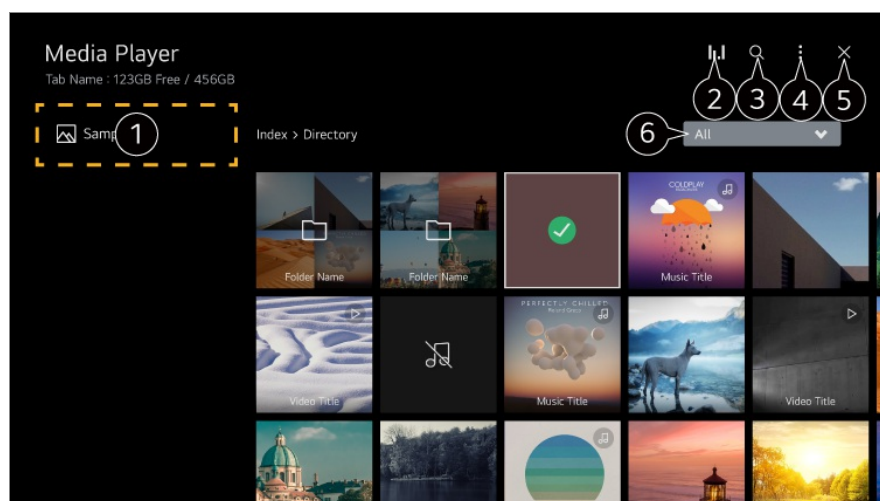 Media Player
Tab Name : 123GB Free / 456GB
2
3
4
5
1
Index > Directory
6
All
COLDPLAY
Folder Name
Folder Name
Music Title
PERFECTLY CHILLED
Video Title
Music Title
Video Title